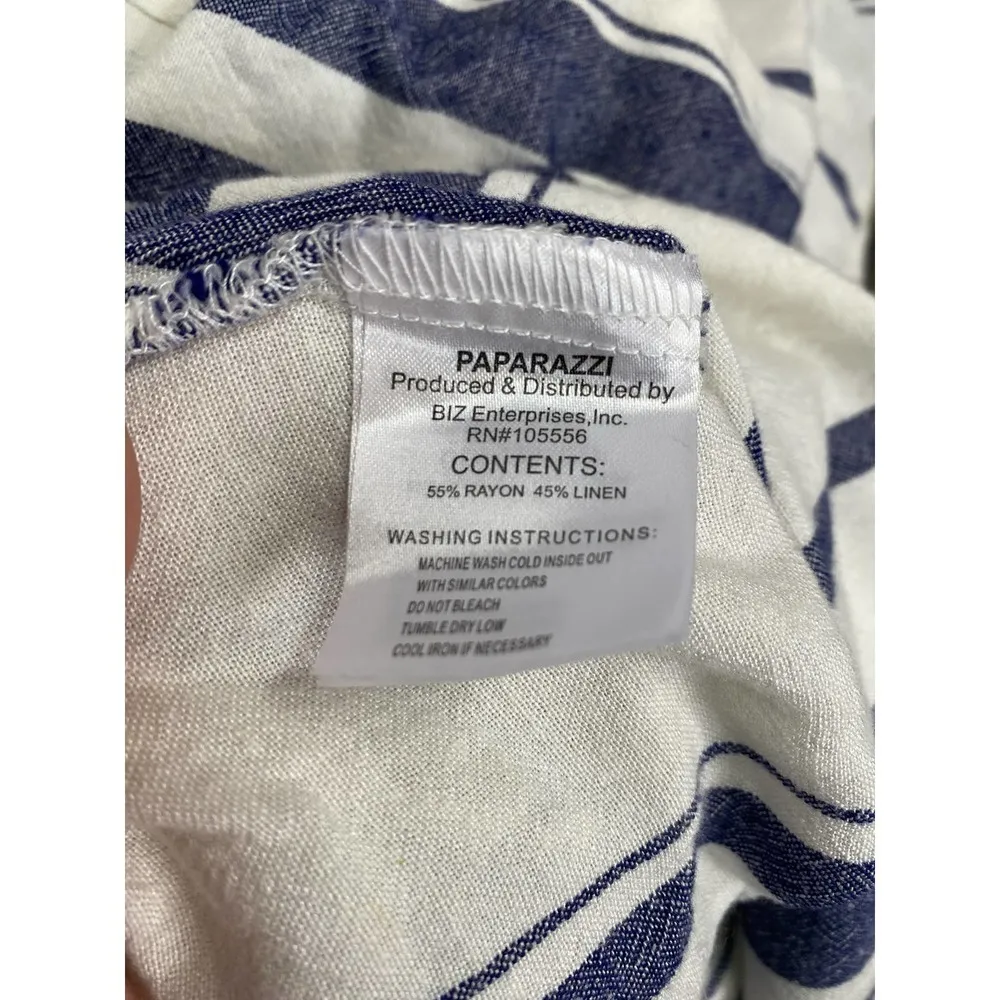 PAPARAZZI
Produced & Distributed by
BIZ Enterprises,Inc.
RN#105556
CONTENTS:
55% RAYON 45% LINEN
WASHING INSTRUCTIONS:
MACHINE WASH COLD INSIDE OUT
WITH SIMILAR COLORS
DO NOT BLEACH
TUMBLE DRY LOW
COOL IRON IF NECESSARY